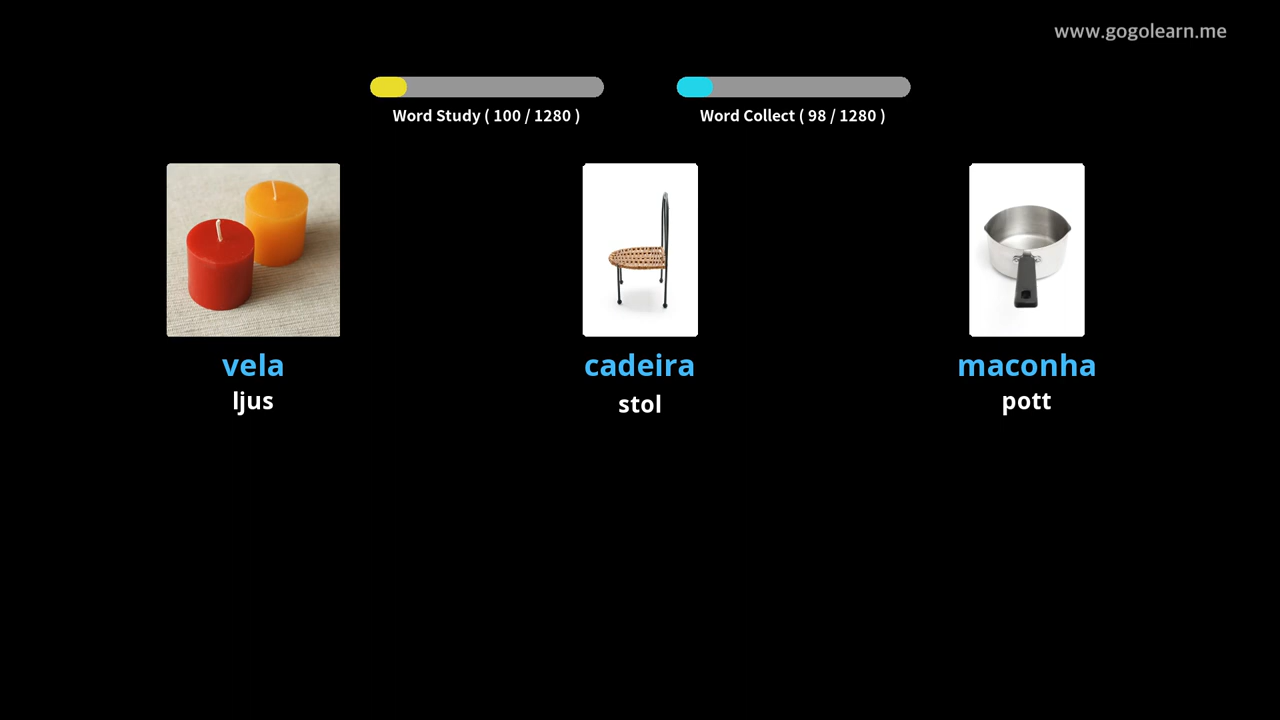 www.gogolearn.me
Word Study ( 100 / 1280 )
Word Collect ( 98 / 1280 )
vela
ljus
cadeira
stol
maconha
pott